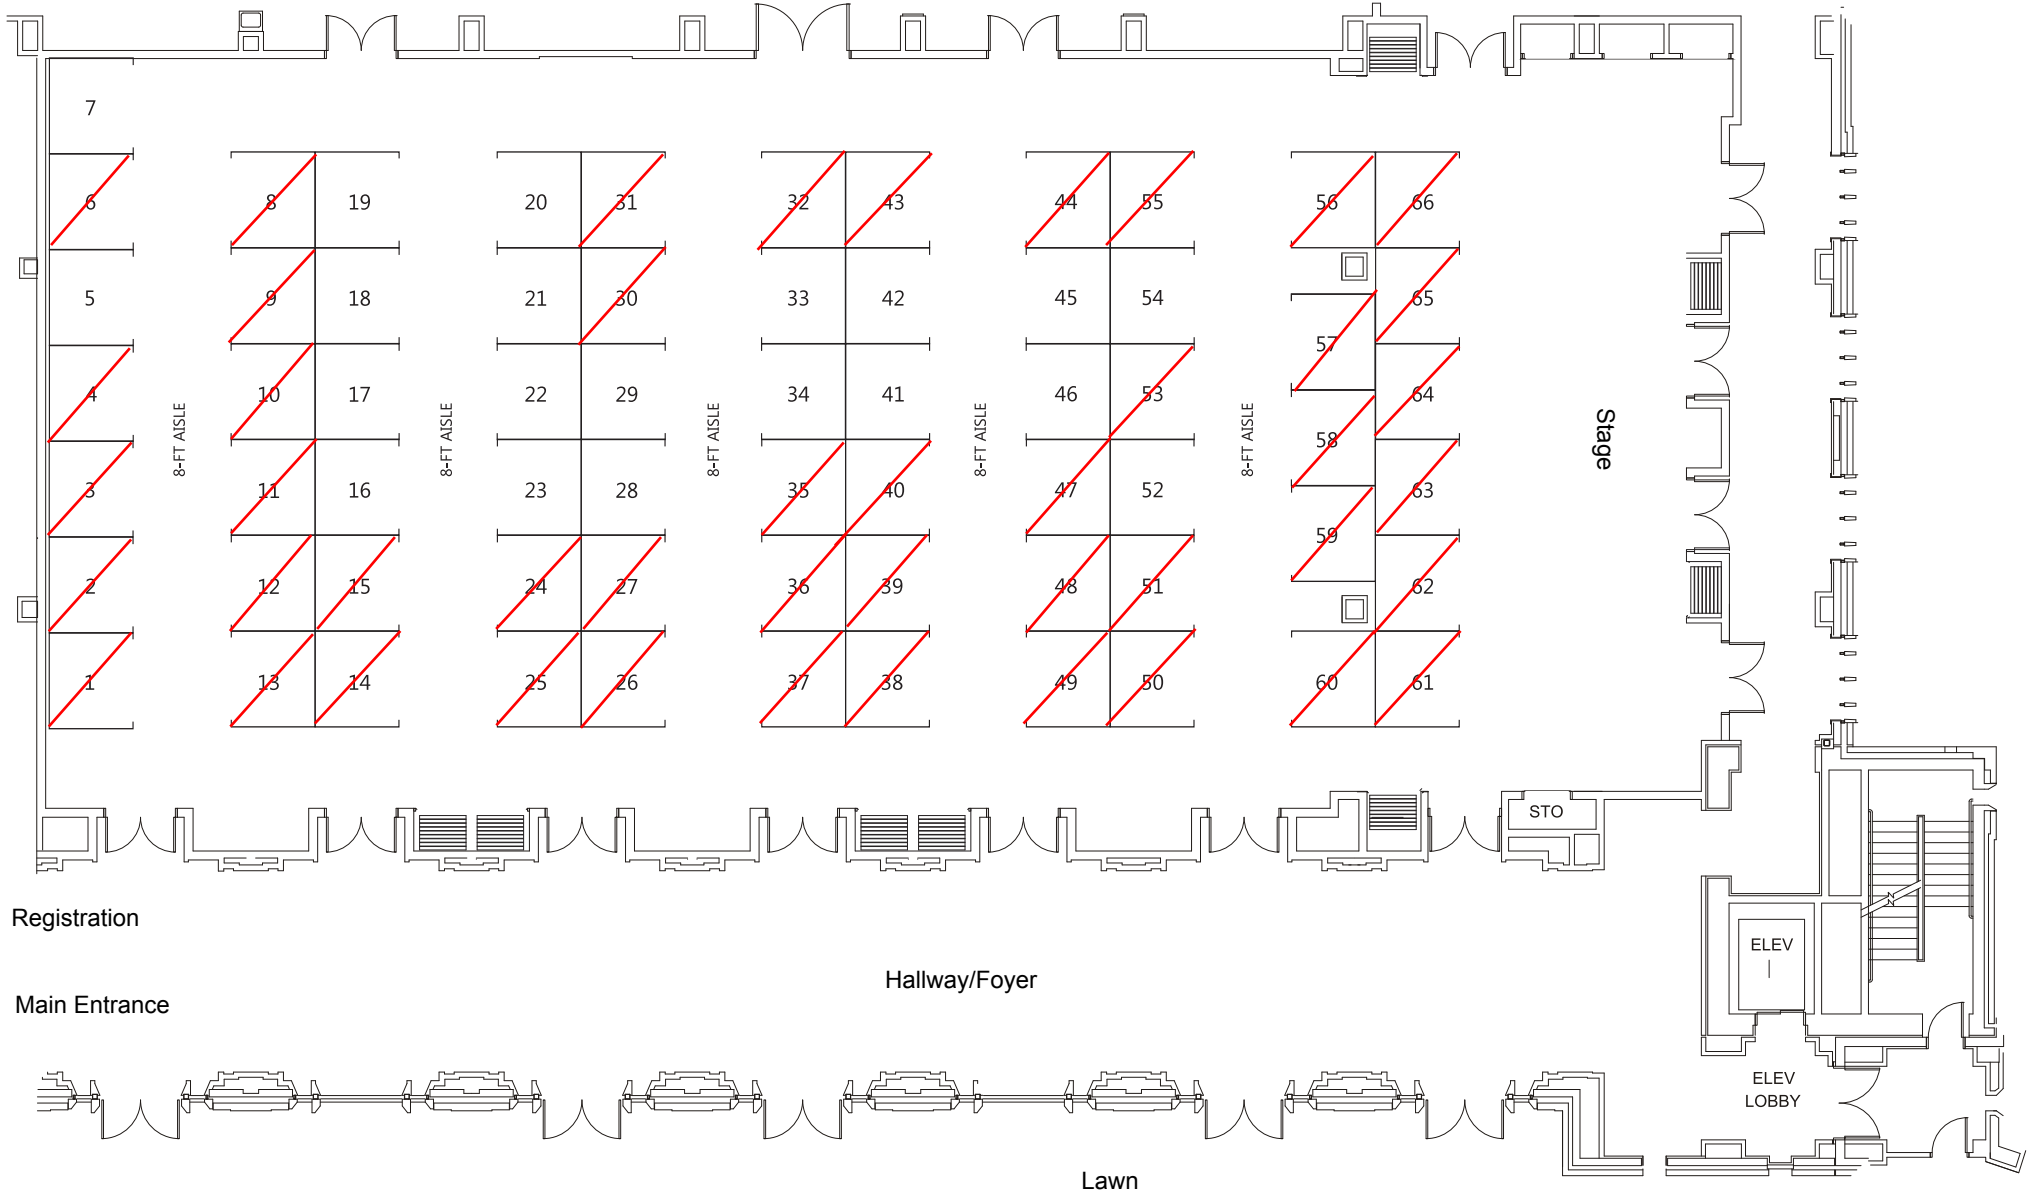 7
6 8 19 20 31 32 43 44 55 56 66
5 9 18 21 30 33 42 45 54 65
57
4 10 17 22 29 34 41 46 53 64
8-FT AISLE 8-FT AISLE 8-FT AISLE 8-FT AISLE 8-FT AISLE Stage
58
3 11 16 23 28 35 40 47 52 63
59
2 12 15 24 27 36 39 48 51 62
1 13 14 25 26 37 38 49 50 60 61
STO
Registration
ELEV
Hallway/Foyer
Main Entrance
ELEV
LOBBY
Lawn